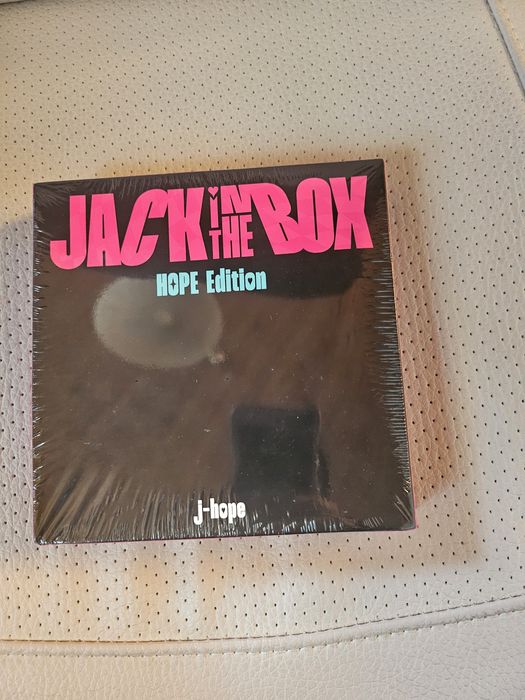 JACK IN THE BOX
HOPE Edition
j-hope